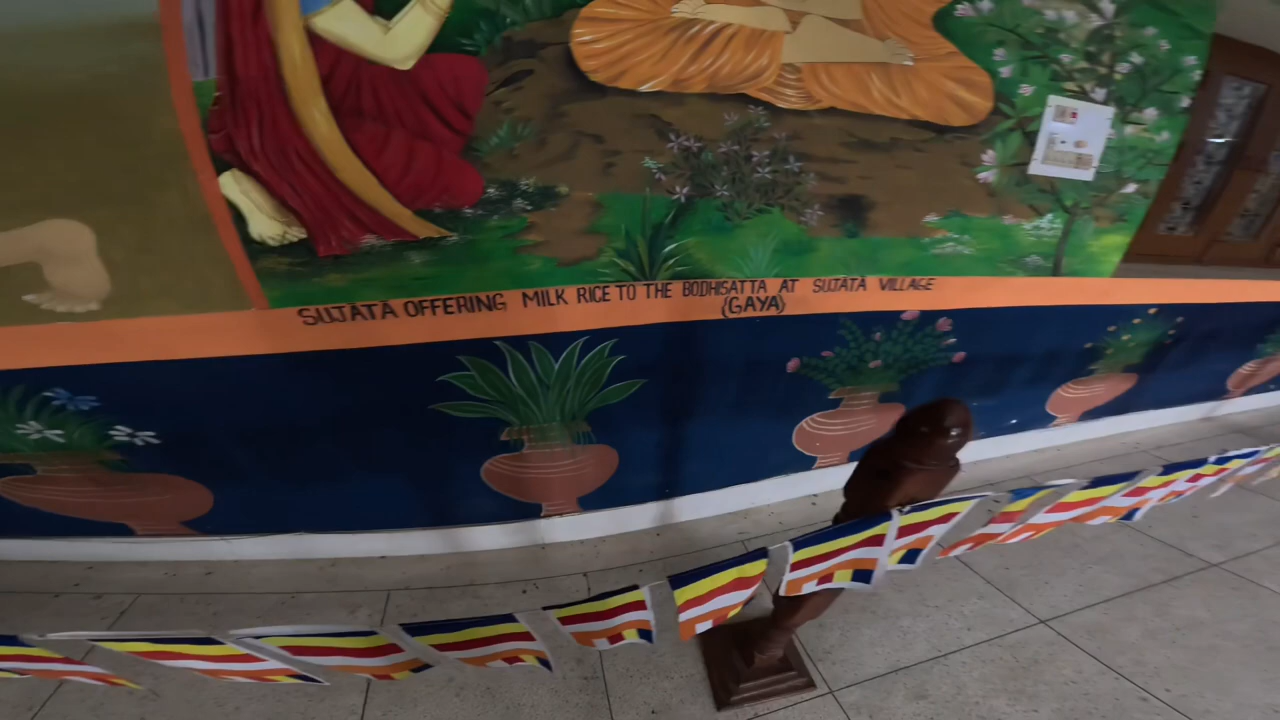 SUJĀTĀ OFFERING MILK RICE TO THE BODHISATTA AT SUJĀTĀ VILLAGE
(GAYA)